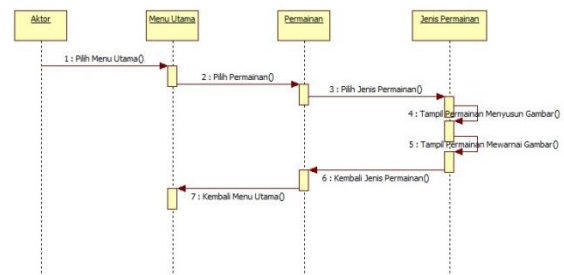 Aktor
Menu Utama
Permainan
Jenis Permainan
1 : Pilih Menu Utama()
2 : Pilih Permainan()
3 : Pilih Jenis Permainan()
4 : Tampil Permainan Menyusun Gambar()
5 : Tampil Permainan Mewarnai Gambar()
6 : Kembali Jenis Permainan()
7 : Kembali Menu Utama()